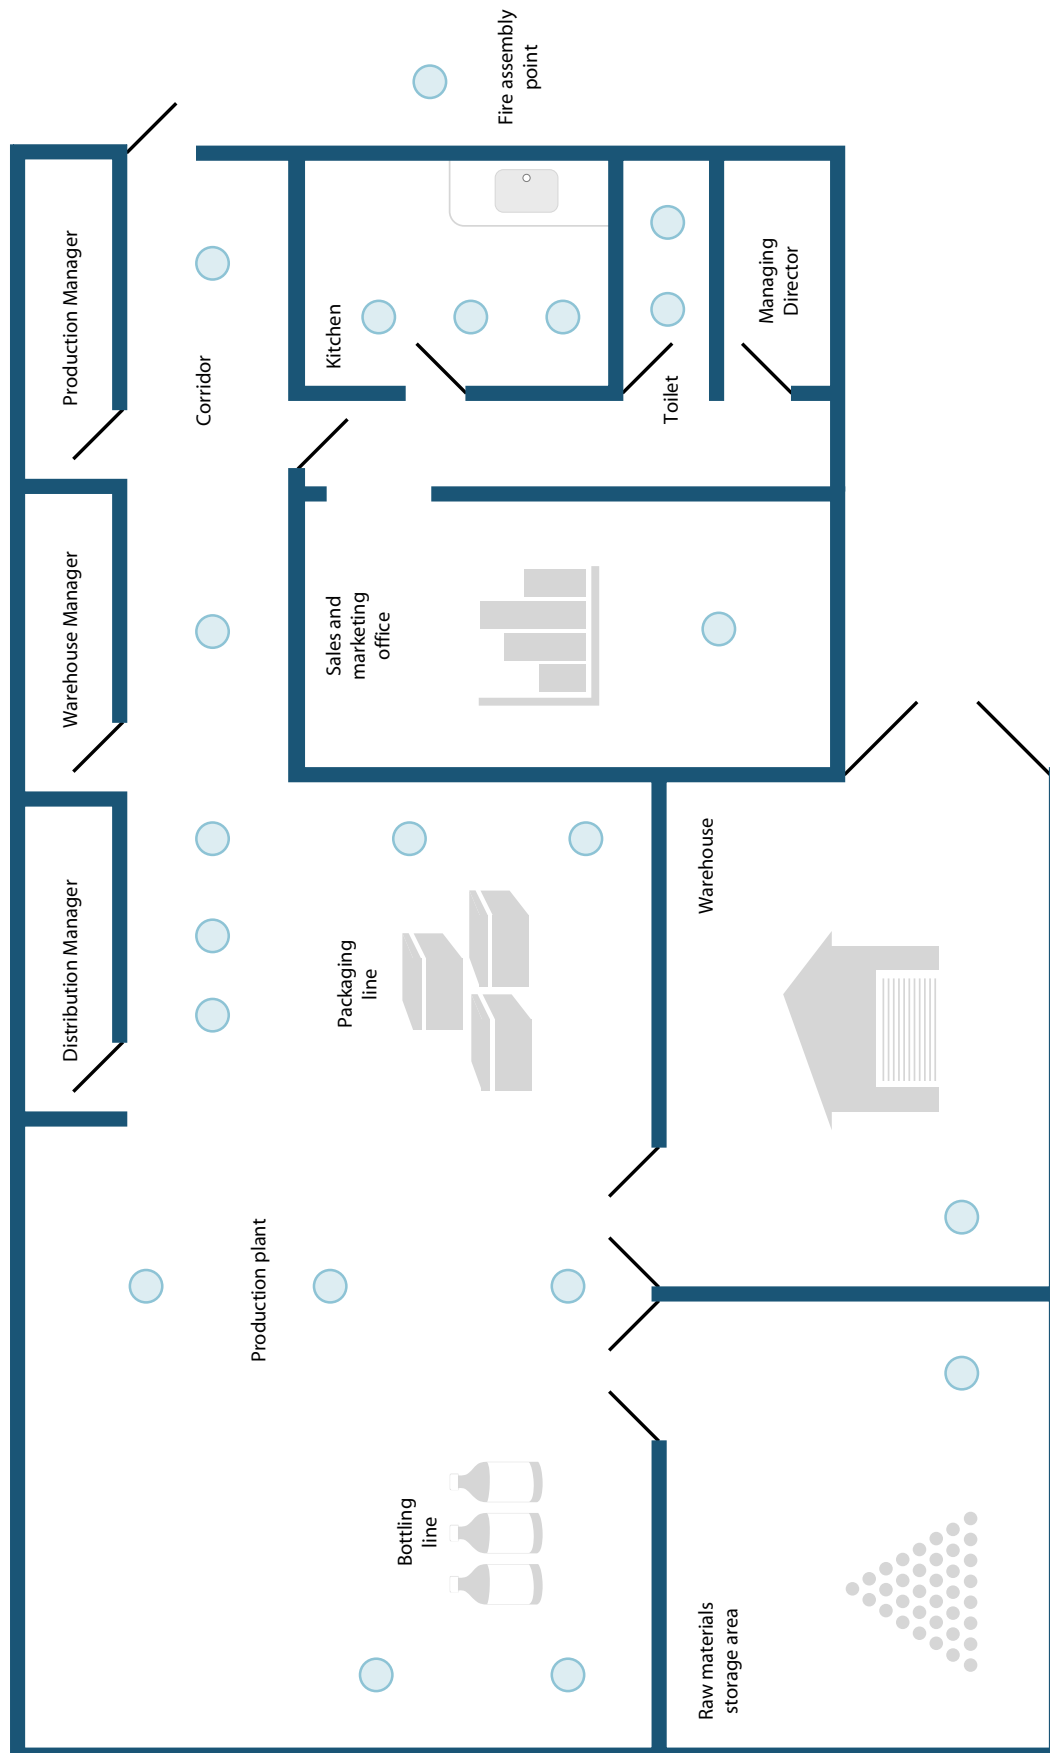 Fire assembly
point
Production Manager
Corridor
Kitchen
Toilet
Managing
Director
Warehouse Manager
Sales and
marketing
office
Distribution Manager
Packaging
line
Warehouse
Production plant
Bottling
line
Raw materials
storage area